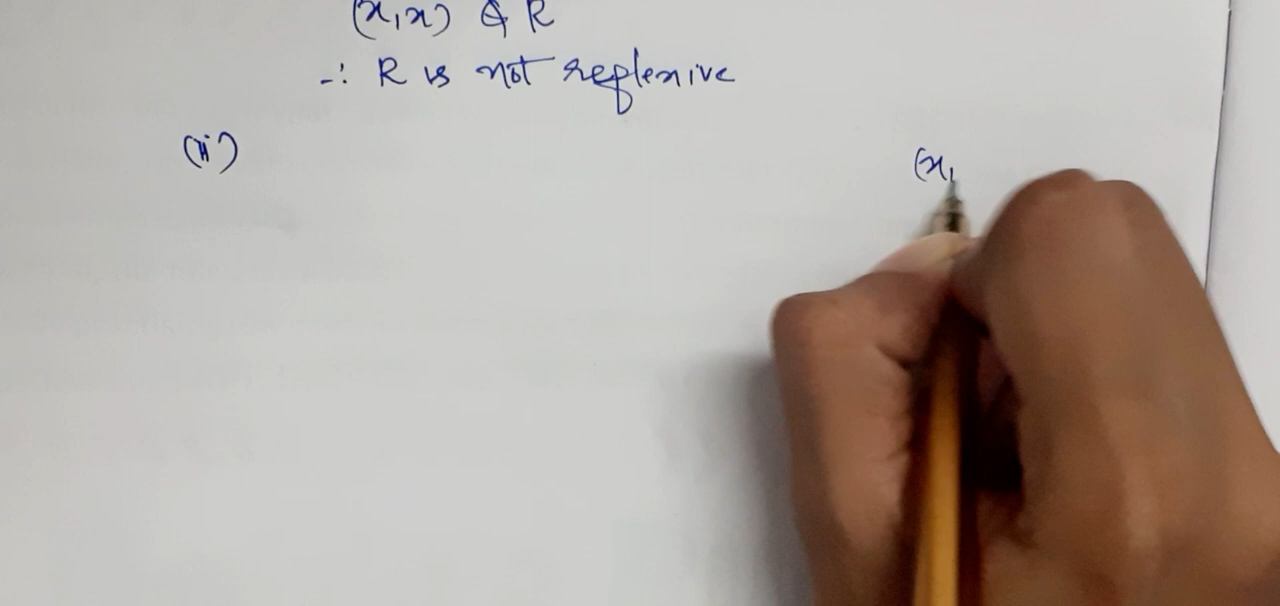 (x,x) ∉ R
∴ R is not reflexive
(ii)
(x,